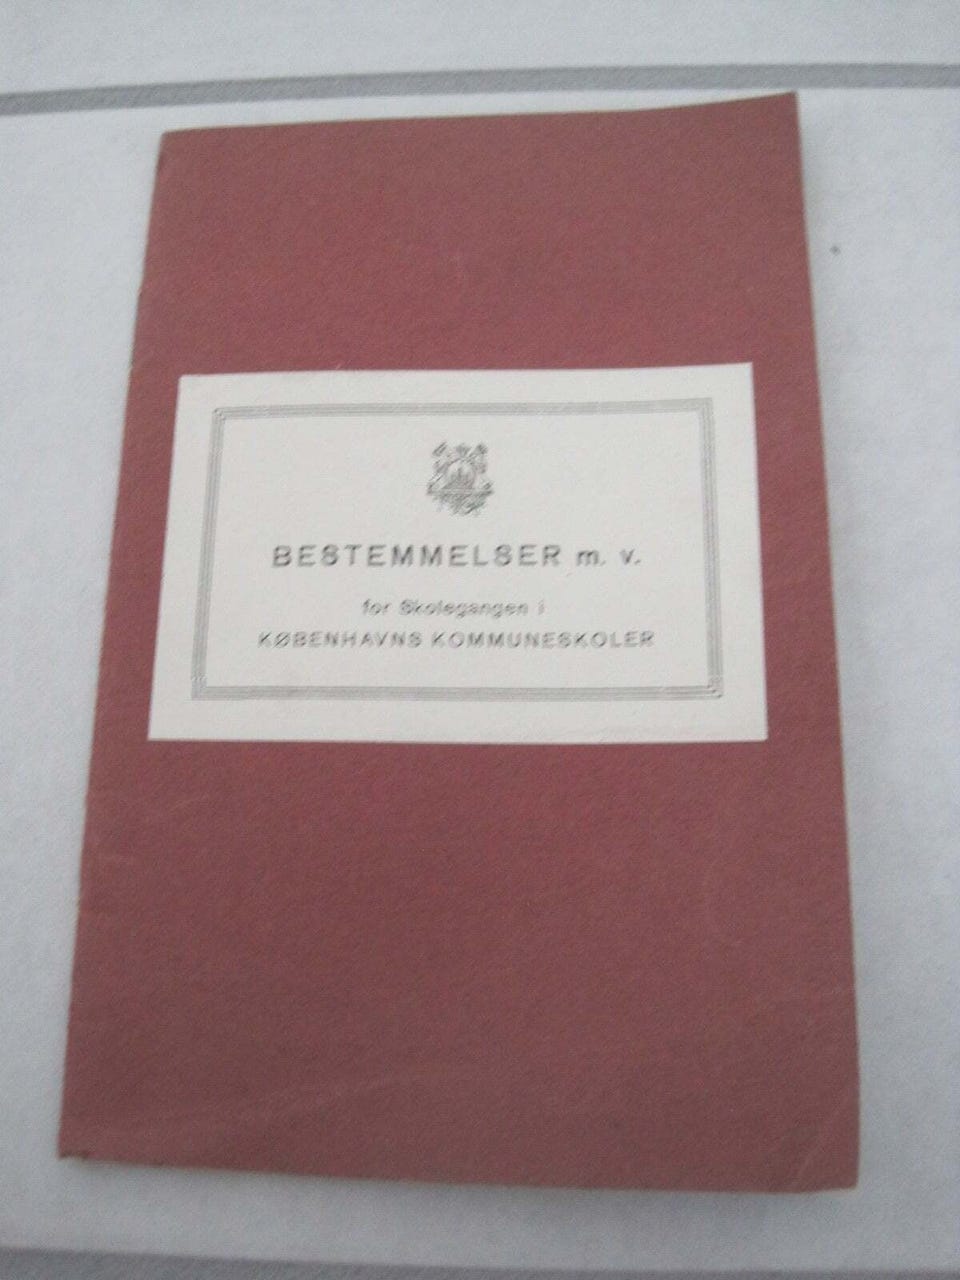 BESTEMMELSER m. v.
for Skolegangen i
KØBENHAVNS KOMMUNESKOLER